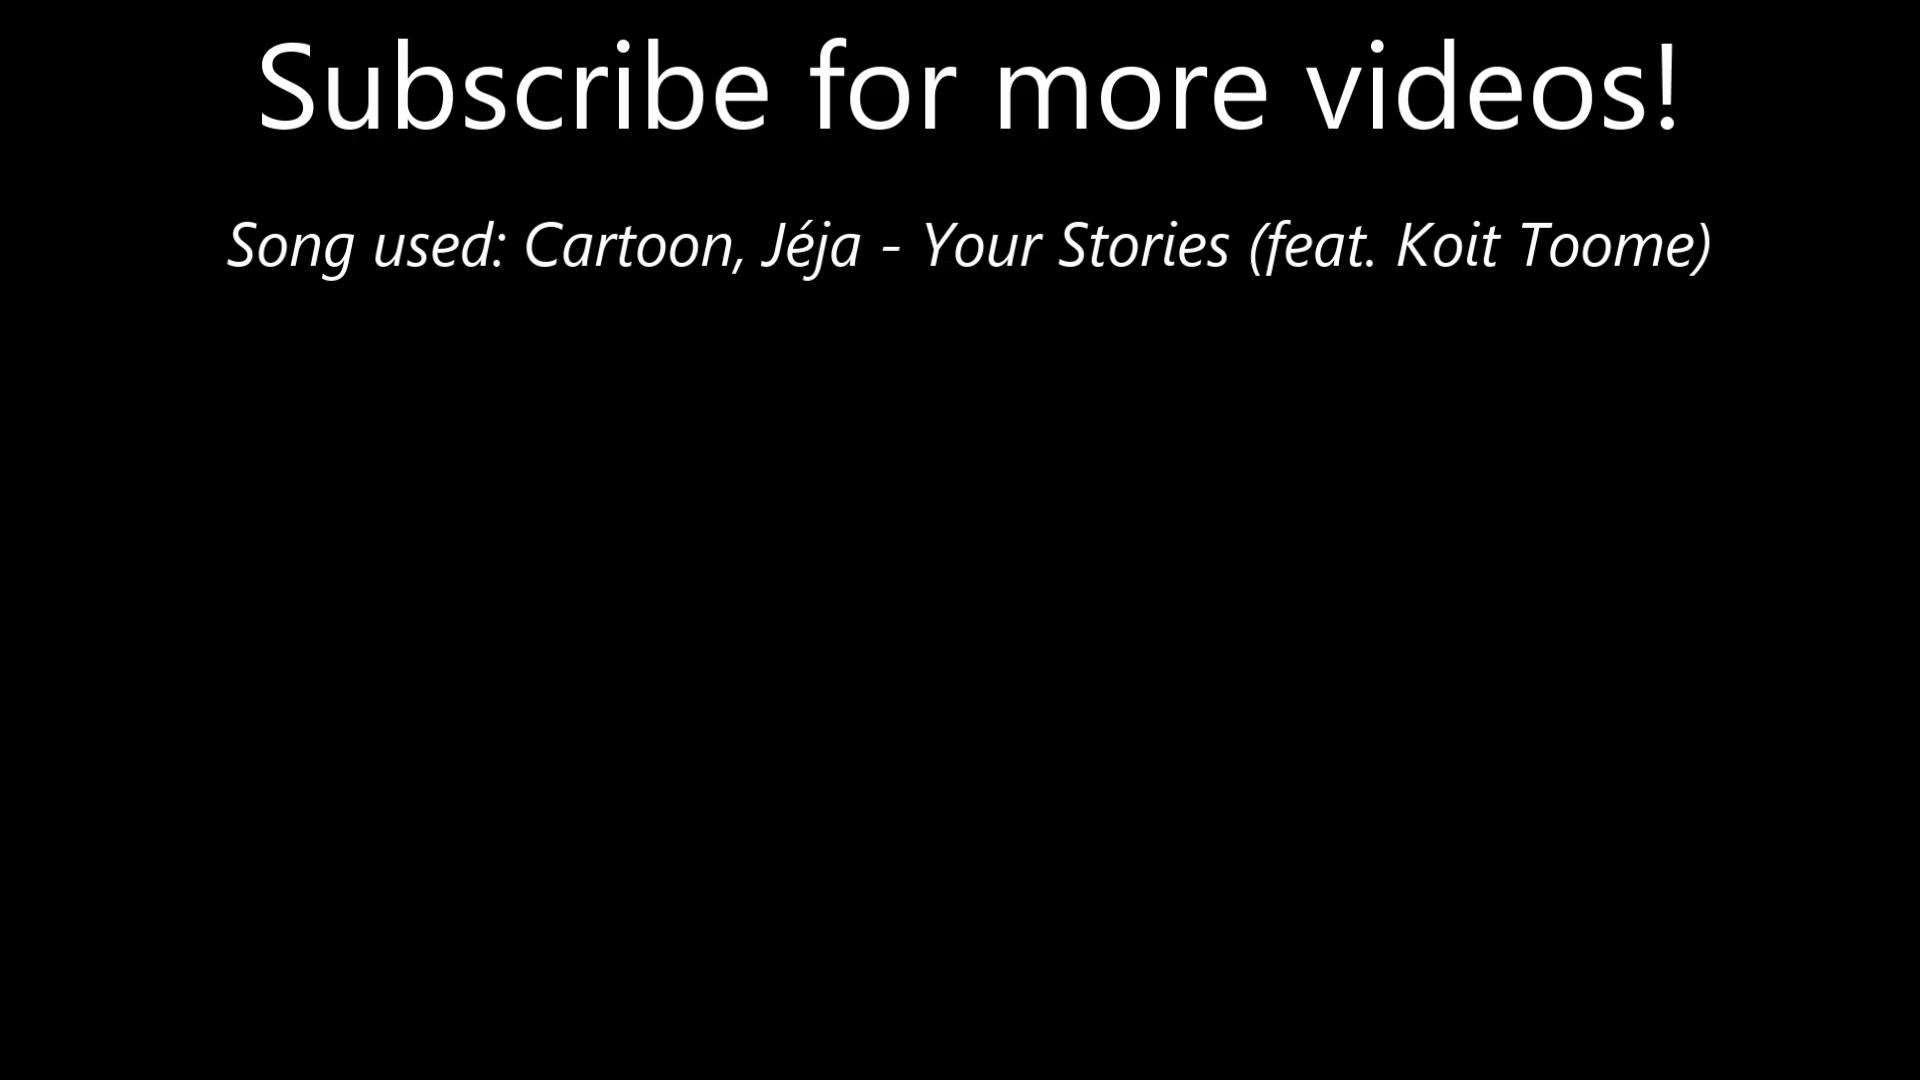 Subscribe for more videos!
Song used: Cartoon, Jéja - Your Stories (feat. Koit Toome)